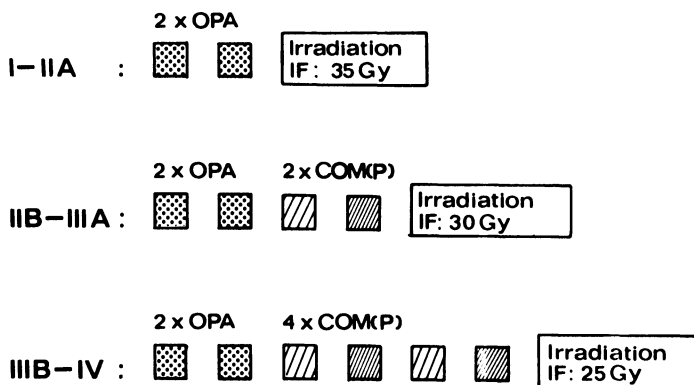 2 x OPA
I-IIA : Irradiation
IF: 35 Gy
2 x OPA 2 x COM(P)
IIB-IIIA : Irradiation
IF: 30 Gy
2 x OPA 4 x COM(P)
IIIB-IV : Irradiation
IF: 25 Gy